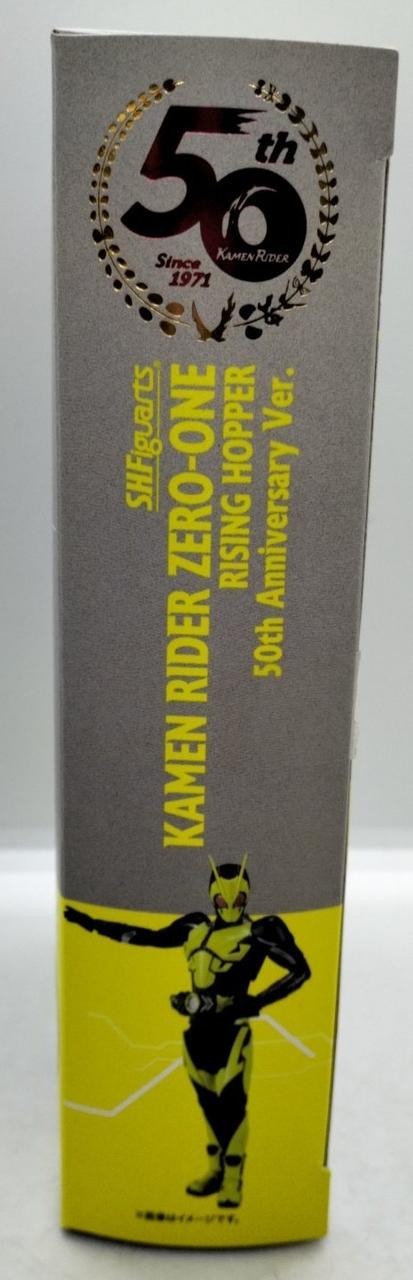 50th
KAMEN RIDER
Since
1971
S.H.Figuarts
KAMEN RIDER ZERO-ONE
RISING HOPPER
50th Anniversary Ver.
※画像はイメージです。